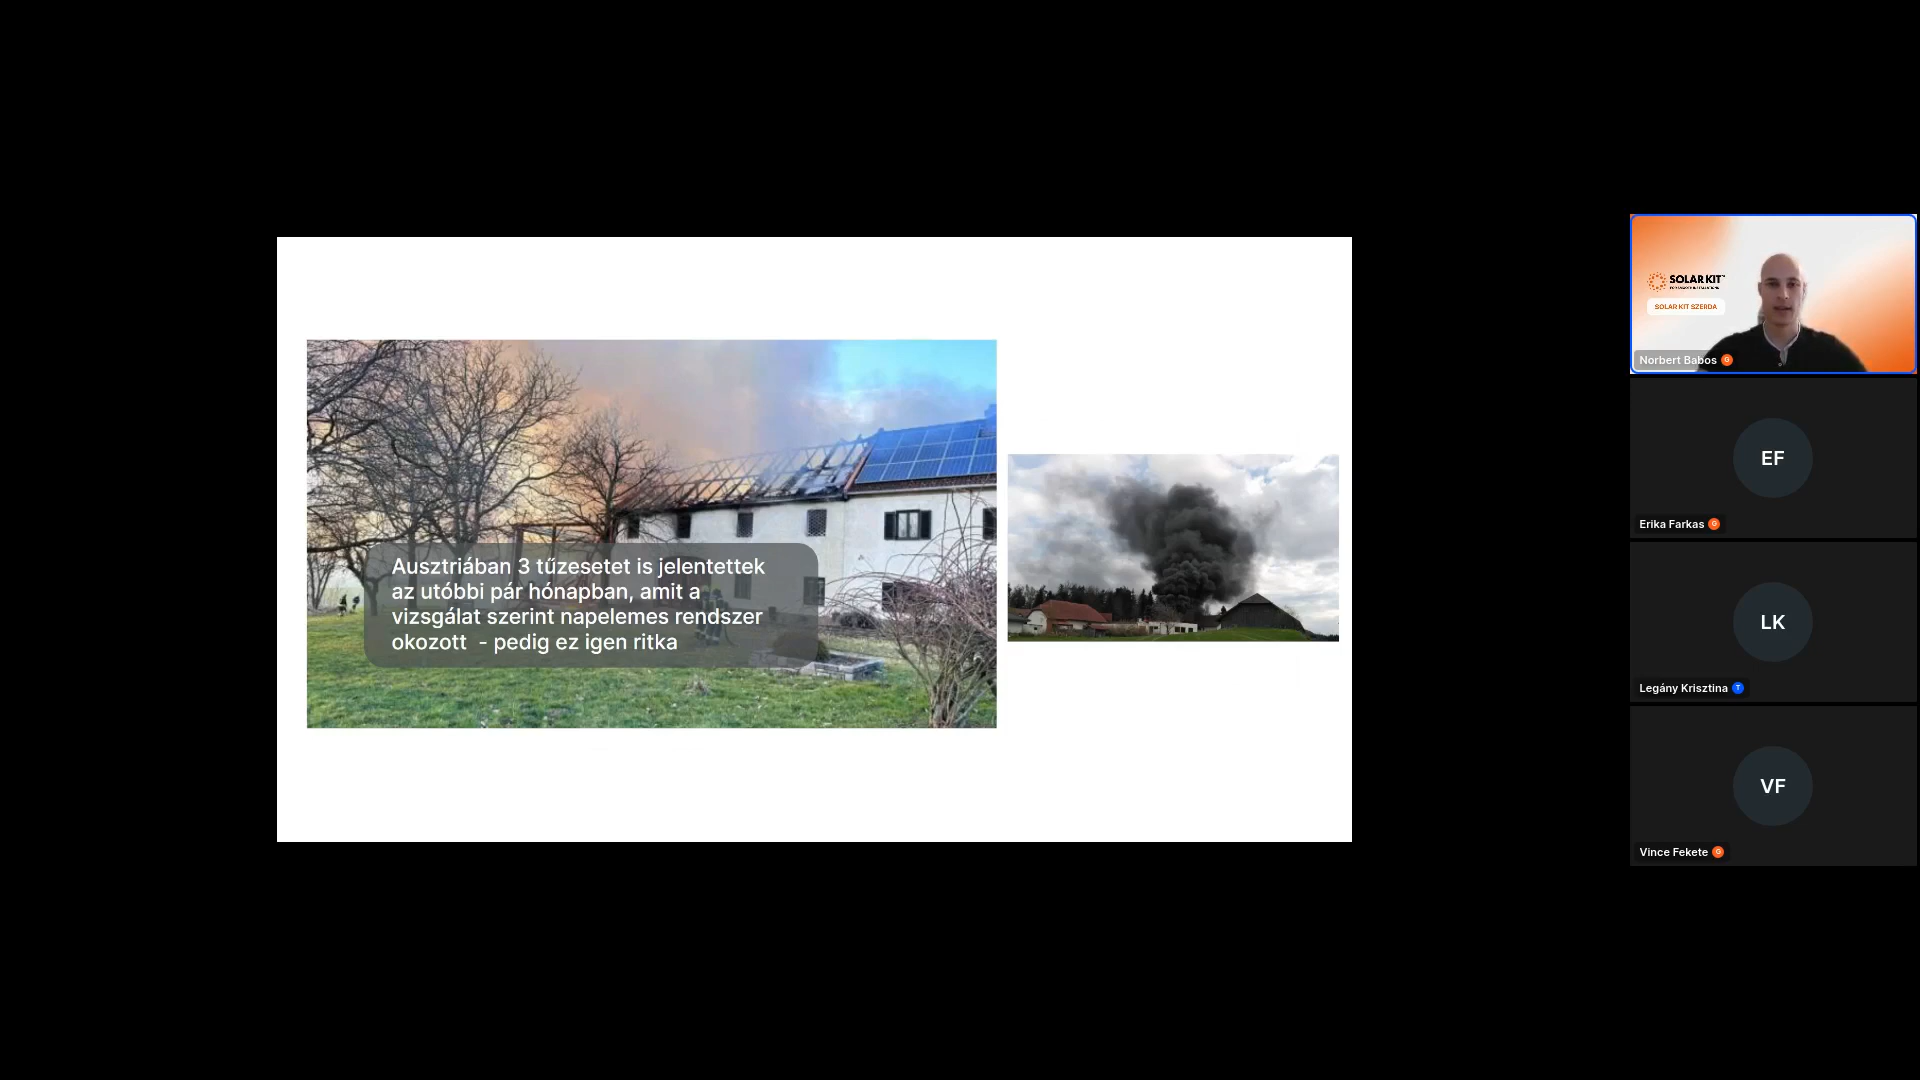 Ausztriában 3 tűzesetet is jelentettek
az utóbbi pár hónapban, amit a
vizsgálat szerint napelemes rendszer
okozott - pedig ez igen ritka
SOLAR KIT
SOLAR KIT SZERDA
Norbert Babos
EF
Erika Farkas
LK
Legány Krisztina
VF
Vince Fekete